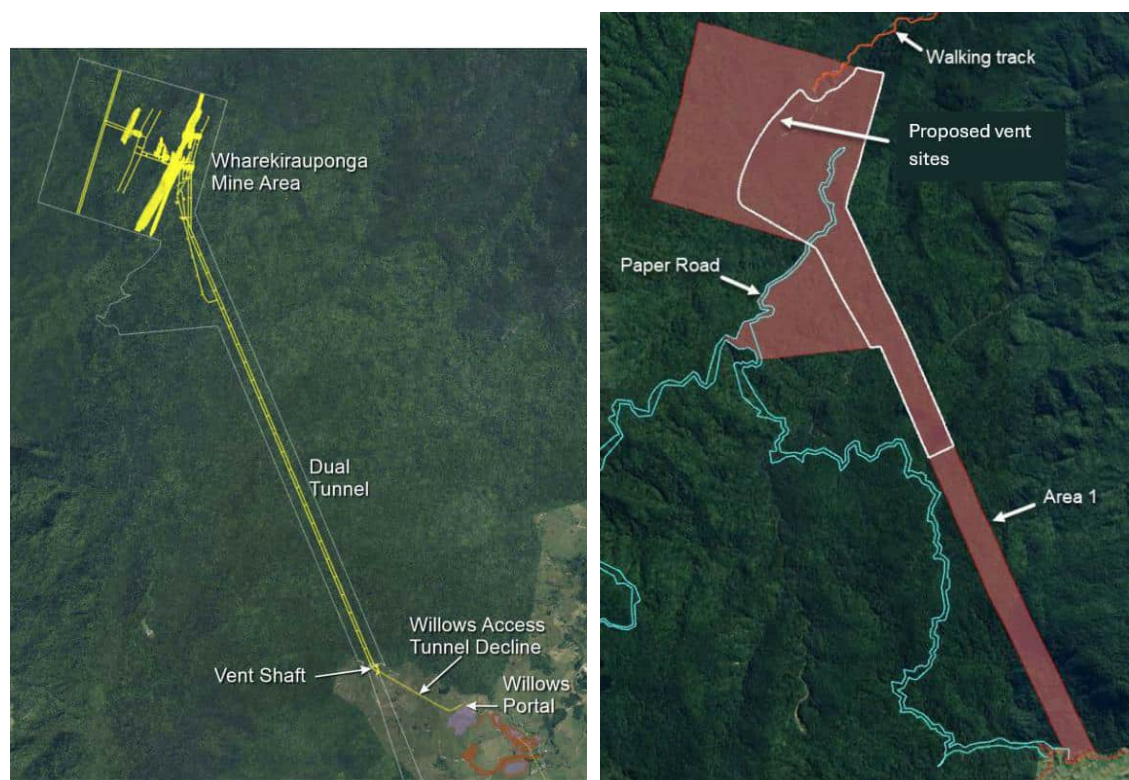 Wharekirauponga
Mine Area
Dual
Tunnel
Willows Access
Tunnel Decline
Vent Shaft
Willows
Portal
Walking track
Proposed vent
sites
Paper Road
Area 1